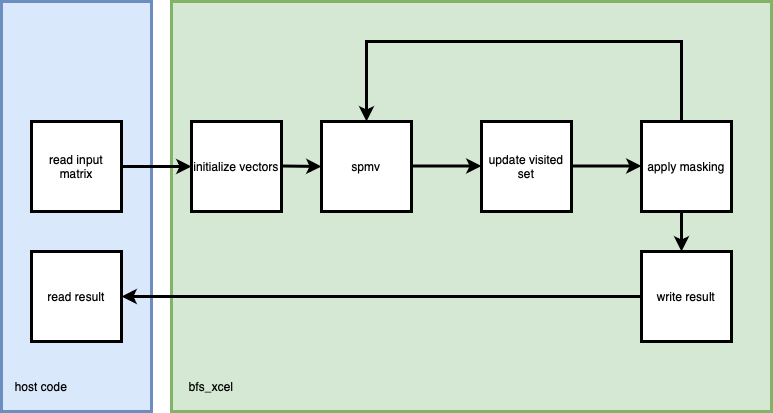 read input
matrix
initialize vectors
spmv
update visited
set
apply masking
read result
write result
host code
bfs_xcel